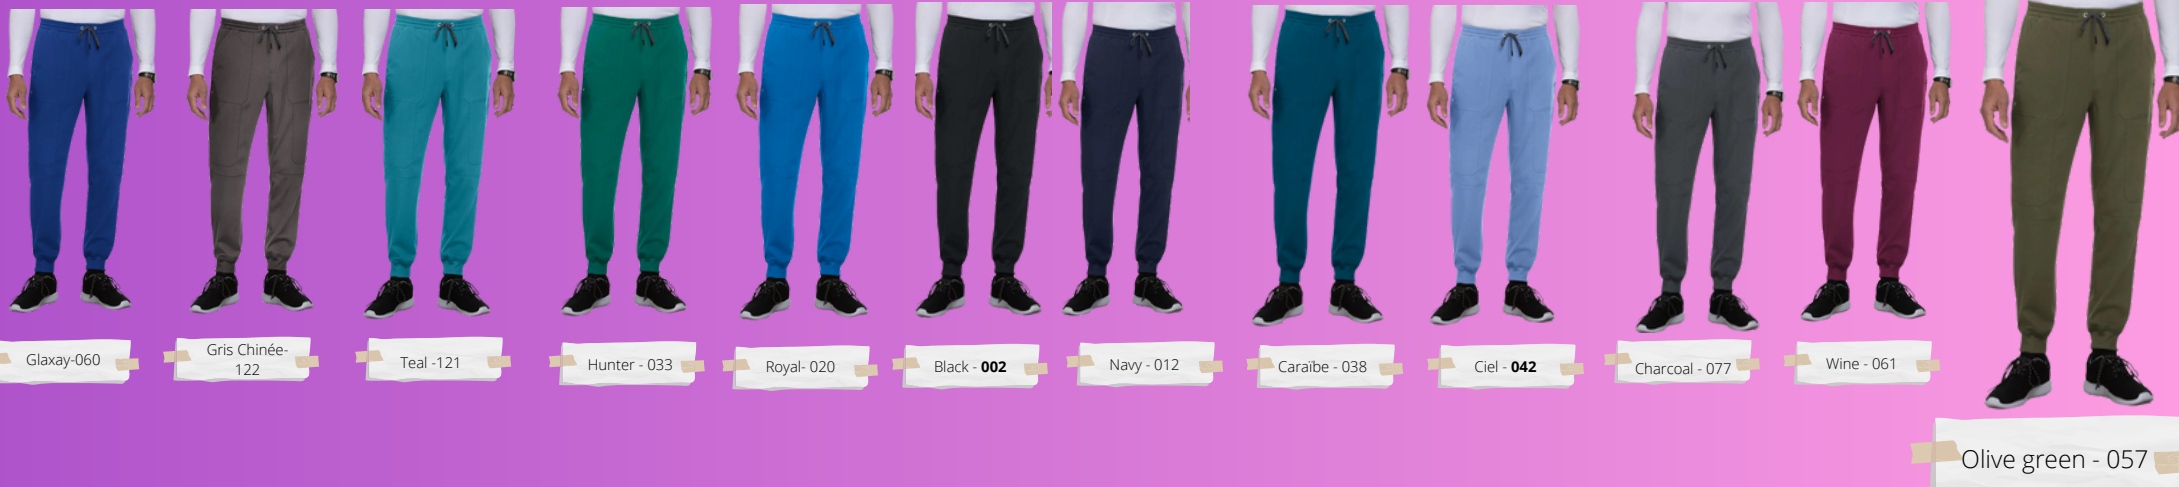 Glaxay-060
Gris Chinée-
122
Teal -121
Hunter - 033
Royal- 020
Black - 002
Navy - 012
Caraïbe - 038
Ciel - 042
Charcoal - 077
Wine - 061
Olive green - 057